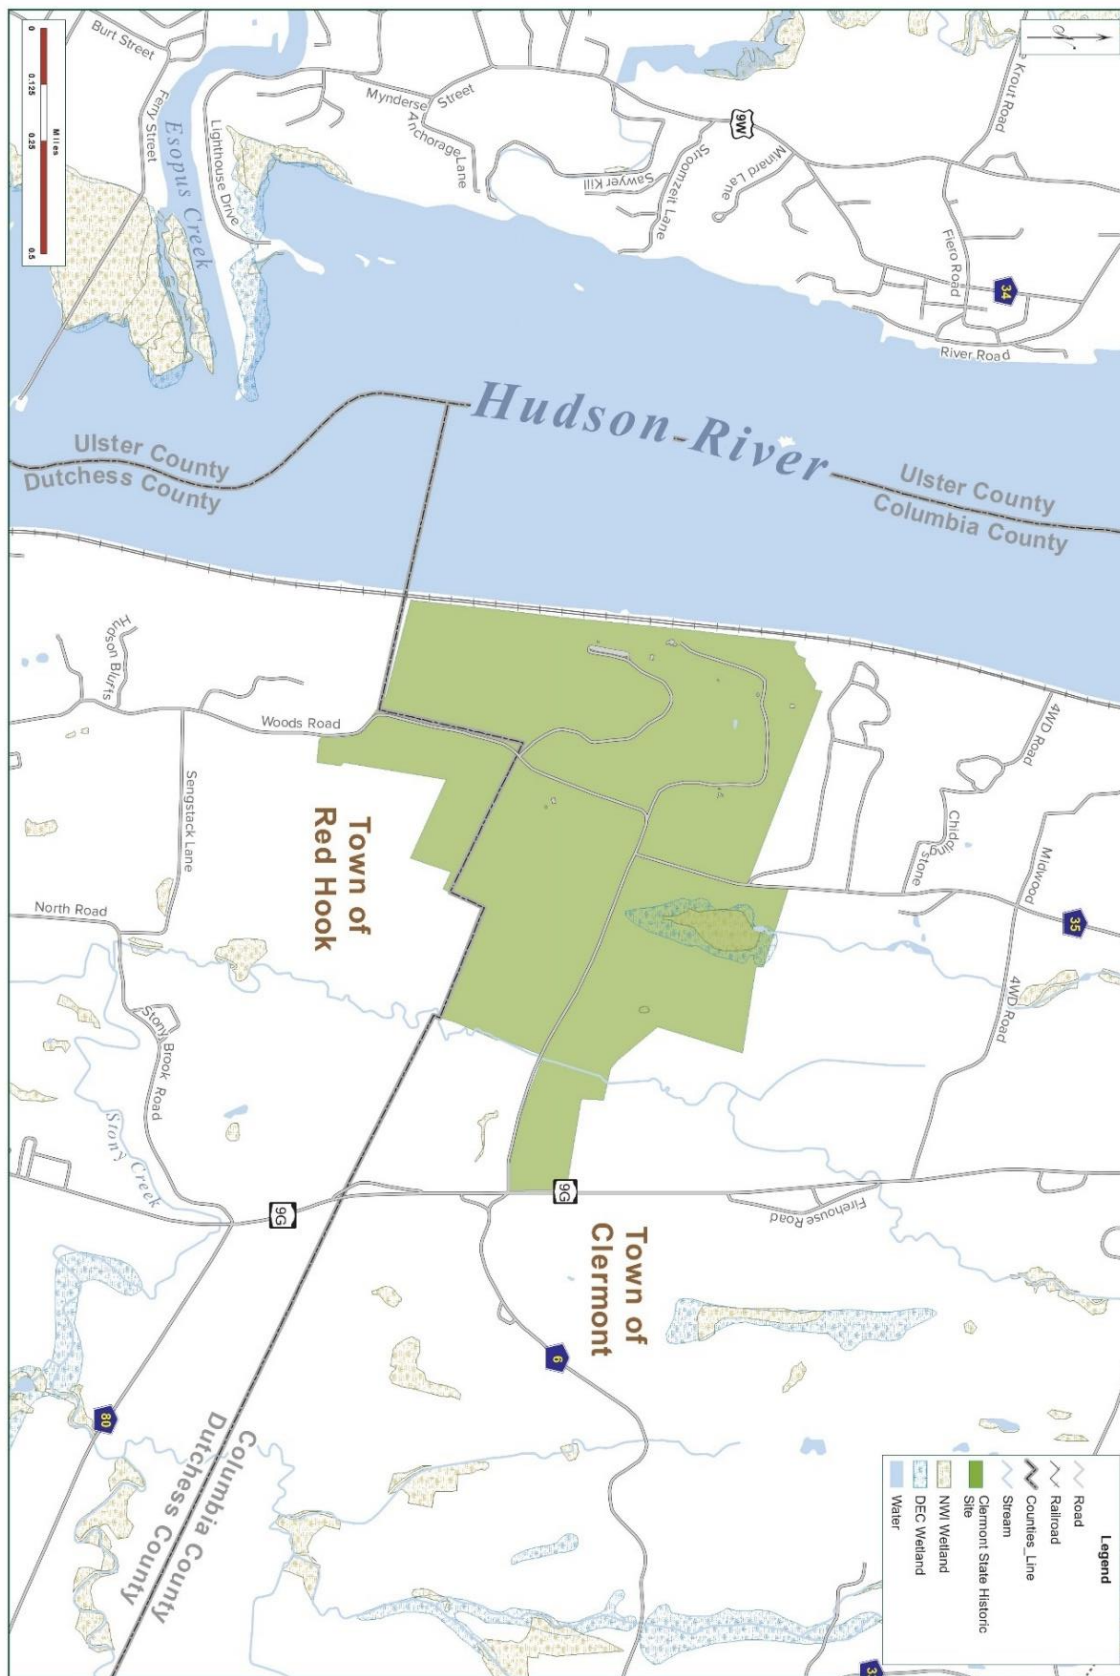 Burt Street
Ferry Street
Esopus Creek
Lighthouse Drive
Mynderse Street
Anchorage Lane
Sawyer Kill
Stroomzeit Lane
9W
Minard Lane
Krout Road
Fiero Road
34
River Road
N
Miles
0
0.125
0.25
0.5
Hudson River
Ulster County
Dutchess County
Ulster County
Columbia County
Hudson Bluffs
Woods Road
Sengstack Lane
North Road
Stony Brook Road
Stony Creek
Town of
Red Hook
4WD Road
Chiddingstone
Midwood
35
4WD Road
9G
9G
Firehouse Road
Town of
Clermont
6
80
Columbia County
Dutchess County
Legend
Road
Railroad
Counties_Line
Stream
Clermont State Historic
Site
NWI Wetland
DEC Wetland
Water